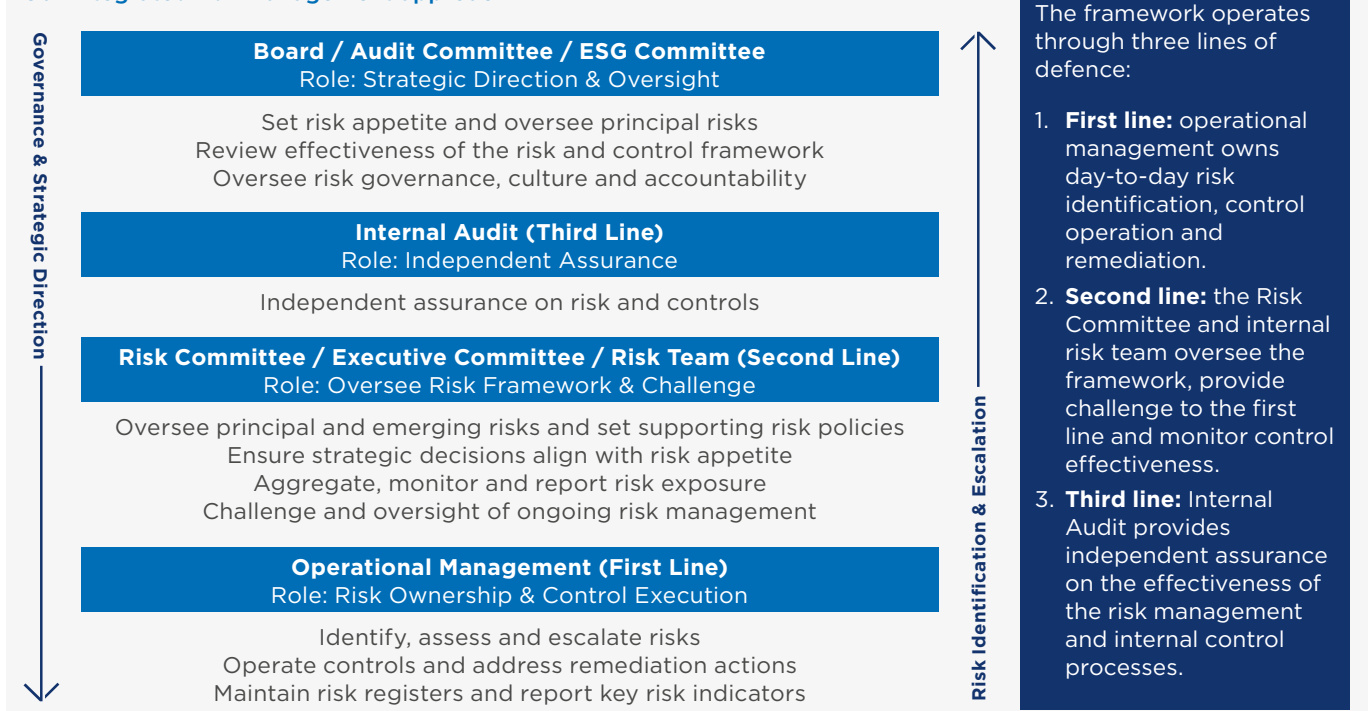 Governance & Strategic Direction
Board / Audit Committee / ESG Committee
Role: Strategic Direction & Oversight
Set risk appetite and oversee principal risks
Review effectiveness of the risk and control framework
Oversee risk governance, culture and accountability
Internal Audit (Third Line)
Role: Independent Assurance
Independent assurance on risk and controls
Risk Committee / Executive Committee / Risk Team (Second Line)
Role: Oversee Risk Framework & Challenge
Oversee principal and emerging risks and set supporting risk policies
Ensure strategic decisions align with risk appetite
Aggregate, monitor and report risk exposure
Challenge and oversight of ongoing risk management
Operational Management (First Line)
Role: Risk Ownership & Control Execution
Identify, assess and escalate risks
Operate controls and address remediation actions
Maintain risk registers and report key risk indicators
Risk Identification & Escalation
The framework operates
through three lines of
defence:
1. First line: operational
management owns
day-to-day risk
identification, control
operation and
remediation.
2. Second line: the Risk
Committee and internal
risk team oversee the
framework, provide
challenge to the first
line and monitor control
effectiveness.
3. Third line: Internal
Audit provides
independent assurance
on the effectiveness of
the risk management
and internal control
processes.